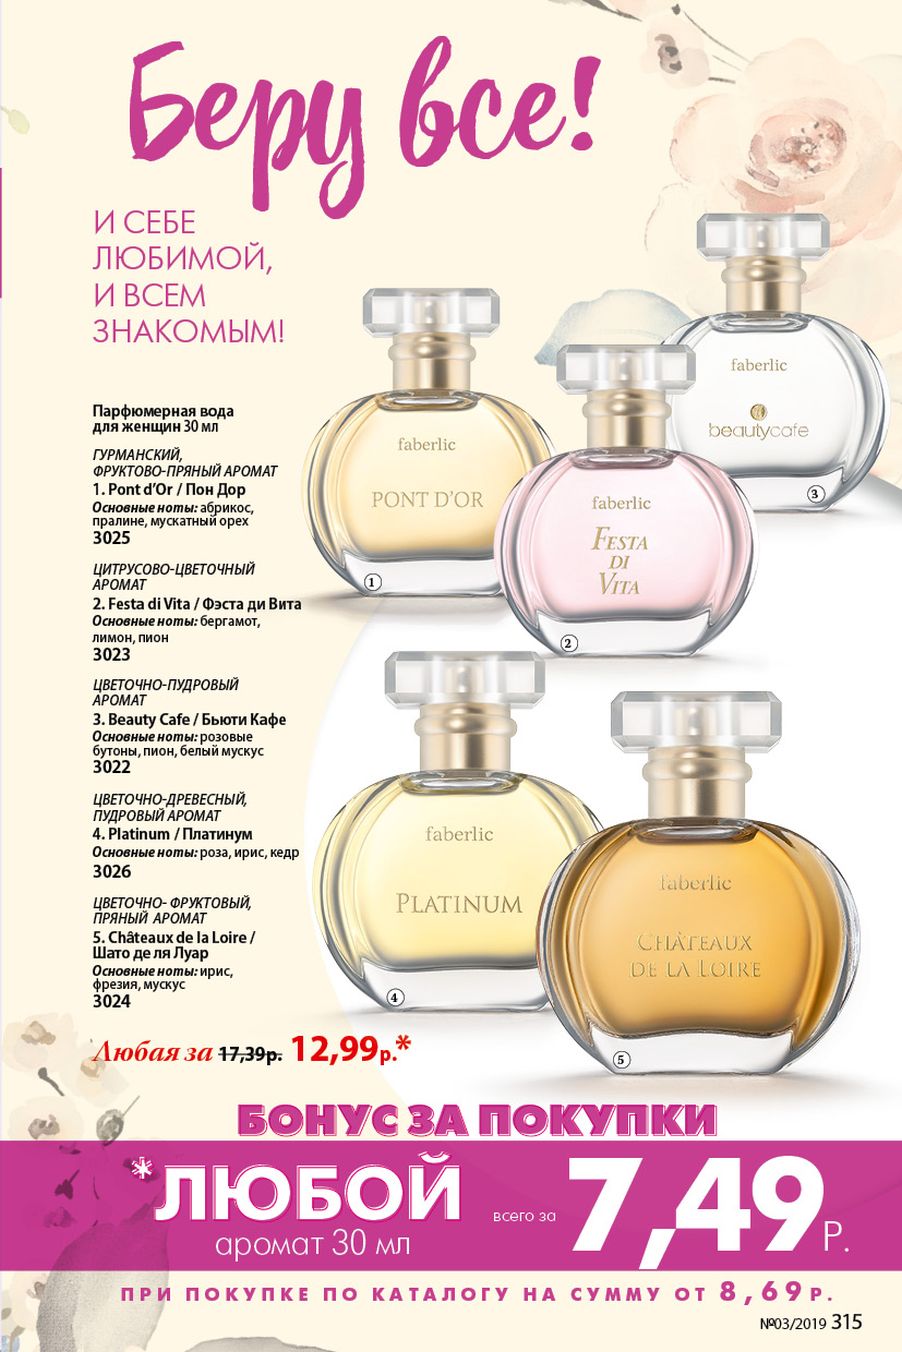 Беру все!
И СЕБЕ
ЛЮБИМОЙ,
И ВСЕМ
ЗНАКОМЫМ!
Парфюмерная вода
для женщин 30 мл
ГУРМАНСКИЙ,
ФРУКТОВО-ПРЯНЫЙ АРОМАТ
1. Pont d’Or / Пон Дор
Основные ноты: абрикос,
пралине, мускатный орех
3025
ЦИТРУСОВО-ЦВЕТОЧНЫЙ
АРОМАТ
2. Festa di Vita / Фэста ди Вита
Основные ноты: бергамот,
лимон, пион
3023
ЦВЕТОЧНО-ПУДРОВЫЙ
АРОМАТ
3. Beauty Cafe / Бьюти Кафе
Основные ноты: розовые
бутоны, пион, белый мускус
3022
ЦВЕТОЧНО-ДРЕВЕСНЫЙ,
ПУДРОВЫЙ АРОМАТ
4. Platinum / Платинум
Основные ноты: роза, ирис, кедр
3026
ЦВЕТОЧНО- ФРУКТОВЫЙ,
ПРЯНЫЙ АРОМАТ
5. Châteaux de la Loire /
Шато де ля Луар
Основные ноты: ирис,
фрезия, мускус
3024
Любая за 17,39р. 12,99р.*
faberlic
PONT D'OR
1
faberlic
FESTA
DI
VITA
2
faberlic
beautycafe
3
faberlic
PLATINUM
4
faberlic
CHÂTEAUX
DE LA LOIRE
5
БОНУС ЗА ПОКУПКИ
*ЛЮБОЙ
аромат 30 мл
всего за
7,49 Р.
ПРИ ПОКУПКЕ ПО КАТАЛОГУ НА СУММУ ОТ 8,69 Р.
№03/2019 315